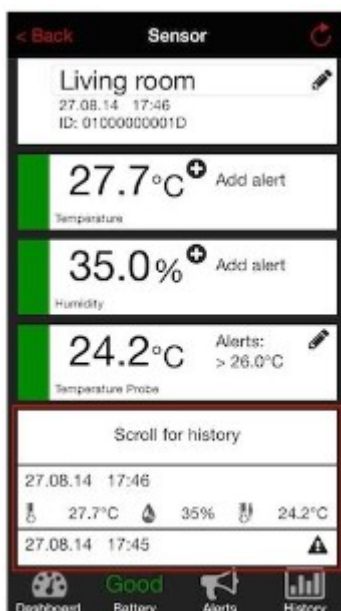 < Back Sensor
Living room
27.08.14 17:46
ID: 01000000001D
27.7°C Add alert
Temperature
35.0% Add alert
Humidity
24.2°C Alerts:
> 26.0°C
Temperature Probe
Scroll for history
27.08.14 17:46
27.7°C 35% 24.2°C
27.08.14 17:45
Good
Dashboard Battery Alerts History